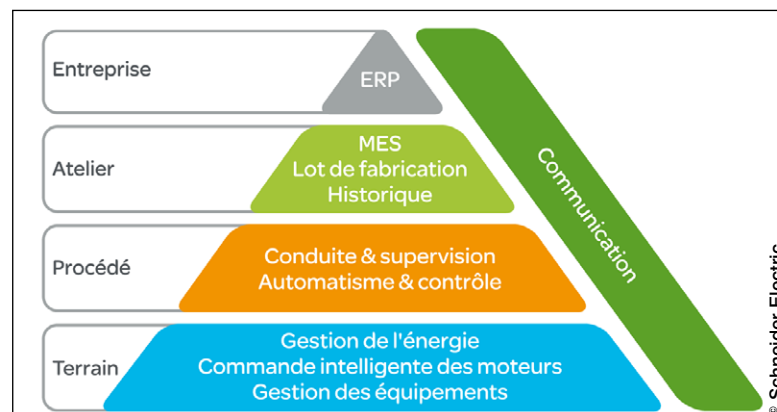 Entreprise
ERP
Atelier
MES
Lot de fabrication
Historique
Procédé
Conduite & supervision
Automatisme & contrôle
Terrain
Gestion de l'énergie
Commande intelligente des moteurs
Gestion des équipements
Communication
© Schneider Electric